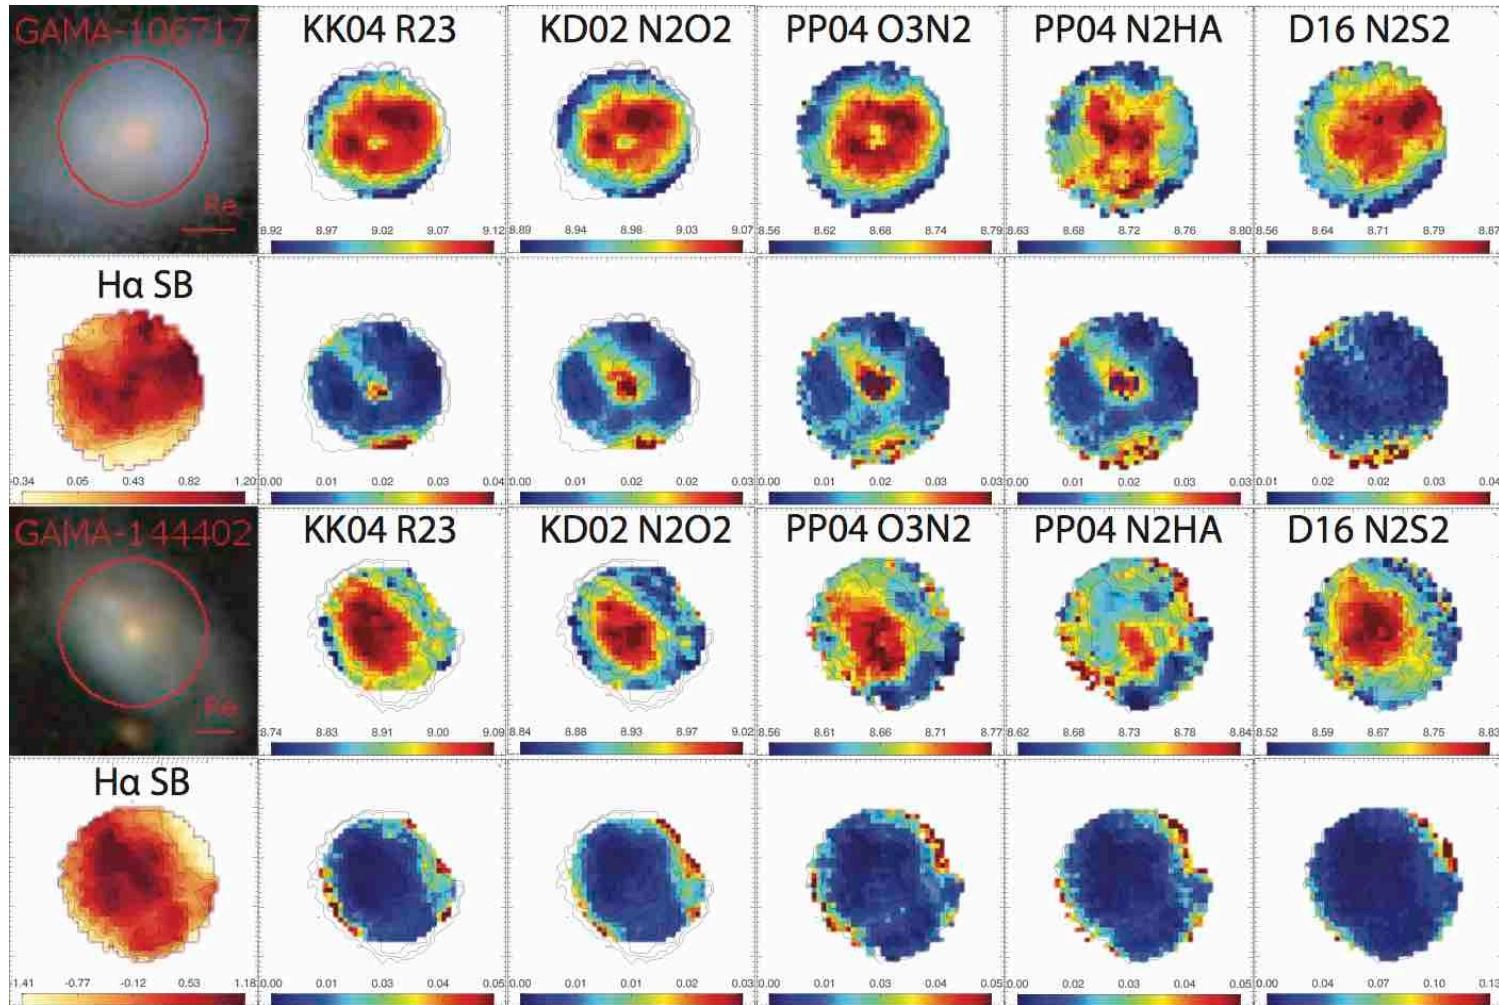 GAMA-106717 KK04 R23 KD02 N2O2 PP04 O3N2 PP04 N2HA D16 N2S2
Re
8.92 8.97 9.02 9.07 9.12 8.89 8.94 8.98 9.03 9.07 8.56 8.62 8.68 8.74 8.79 8.63 8.68 8.72 8.76 8.80 8.56 8.64 8.71 8.79 8.87
Hα SB
-0.34 0.05 0.43 0.82 1.20 0.00 0.01 0.02 0.03 0.04 0.00 0.01 0.02 0.02 0.03 0.00 0.01 0.02 0.03 0.03 0.00 0.01 0.02 0.03 0.03 0.01 0.02 0.02 0.03 0.04
GAMA-144402 KK04 R23 KD02 N2O2 PP04 O3N2 PP04 N2HA D16 N2S2
Re
8.74 8.83 8.91 9.00 9.09 8.84 8.88 8.93 8.97 9.02 8.56 8.61 8.66 8.71 8.77 8.62 8.68 8.73 8.78 8.84 8.52 8.59 8.67 8.75 8.83
Hα SB
-1.41 -0.77 -0.12 0.53 1.18 0.00 0.01 0.03 0.04 0.05 0.00 0.01 0.02 0.02 0.03 0.00 0.01 0.03 0.04 0.05 0.00 0.02 0.03 0.04 0.05 0.00 0.04 0.07 0.10 0.13